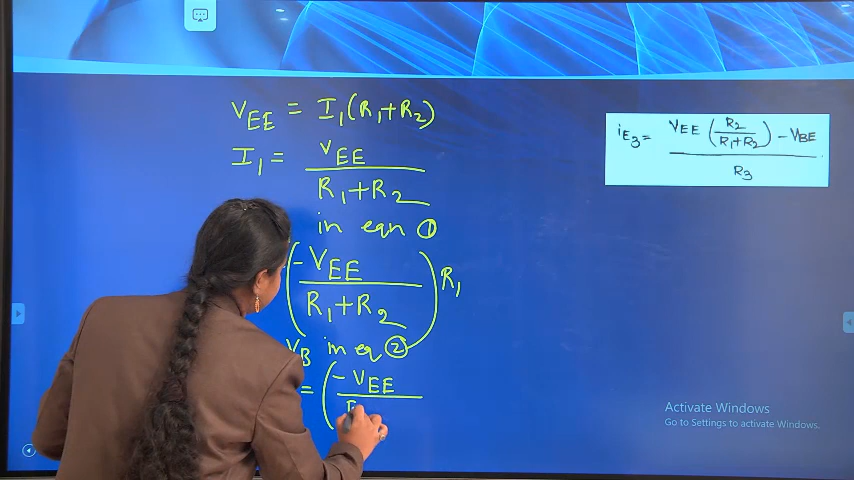 V_EE = I_1(R_1+R_2)
I_1 = V_EE / R_1+R_2
in eqn ①
(-V_EE / R_1+R_2) R_1
V_B in eq ②
= (-V_EE
i_E3 = V_EE (R_2 / R_1+R_2) - V_BE / R_3
Activate Windows
Go to Settings to activate Windows.